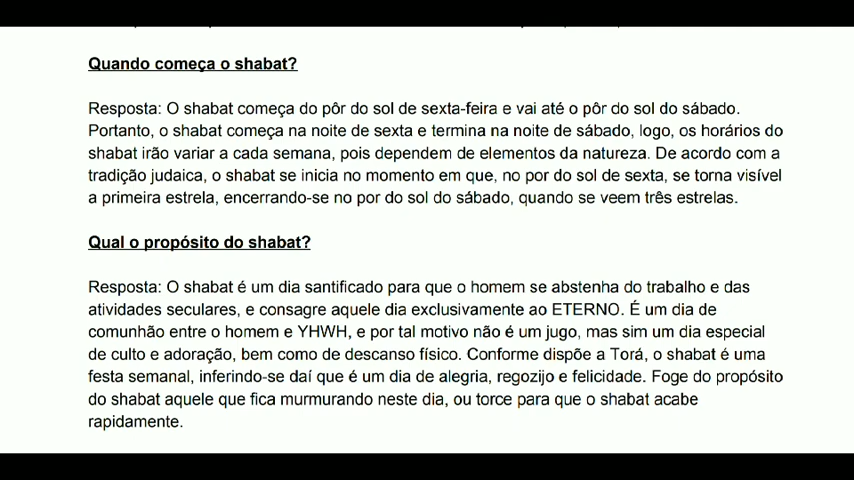 Quando começa o shabat?
Resposta: O shabat começa do pôr do sol de sexta-feira e vai até o pôr do sol do sábado.
Portanto, o shabat começa na noite de sexta e termina na noite de sábado, logo, os horários do
shabat irão variar a cada semana, pois dependem de elementos da natureza. De acordo com a
tradição judaica, o shabat se inicia no momento em que, no por do sol de sexta, se torna visível
a primeira estrela, encerrando-se no por do sol do sábado, quando se veem três estrelas.
Qual o propósito do shabat?
Resposta: O shabat é um dia santificado para que o homem se abstenha do trabalho e das
atividades seculares, e consagre aquele dia exclusivamente ao ETERNO. É um dia de
comunhão entre o homem e YHWH, e por tal motivo não é um jugo, mas sim um dia especial
de culto e adoração, bem como de descanso físico. Conforme dispõe a Torá, o shabat é uma
festa semanal, inferindo-se daí que é um dia de alegria, regozijo e felicidade. Foge do propósito
do shabat aquele que fica murmurando neste dia, ou torce para que o shabat acabe
rapidamente.